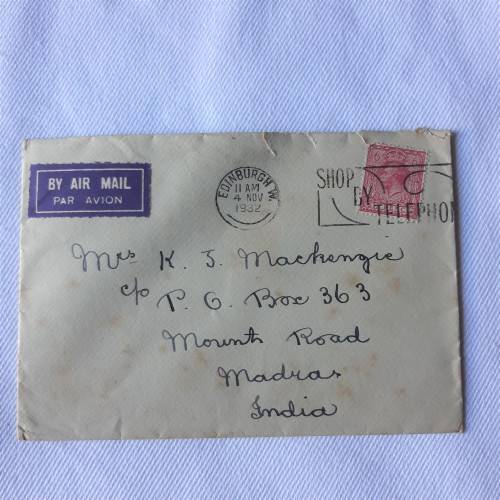 BY AIR MAIL
PAR AVION
EDINBURGH W.
11 AM
4 NOV
1932
SHOP
BY
TELEPHON
Mrs K. J. Mackenzie
c/o P. O. Box 363
Mount Road
Madras
India